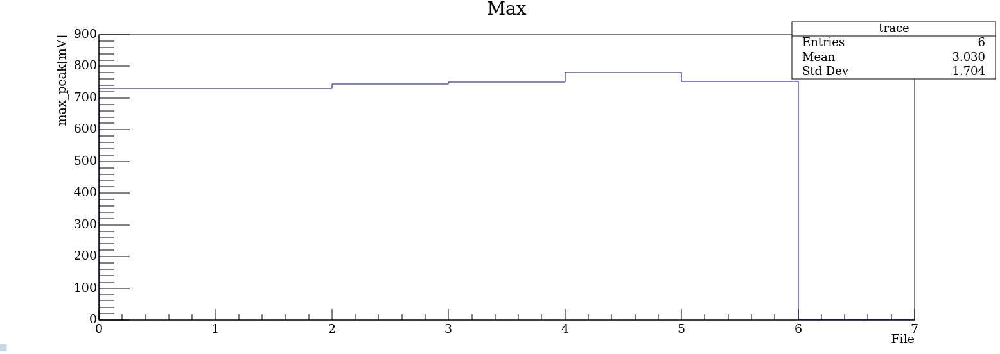 Max
trace
Entries 6
Mean 3.030
Std Dev 1.704
max_peak[mV]
900
800
700
600
500
400
300
200
100
0
0 1 2 3 4 5 6 7
File